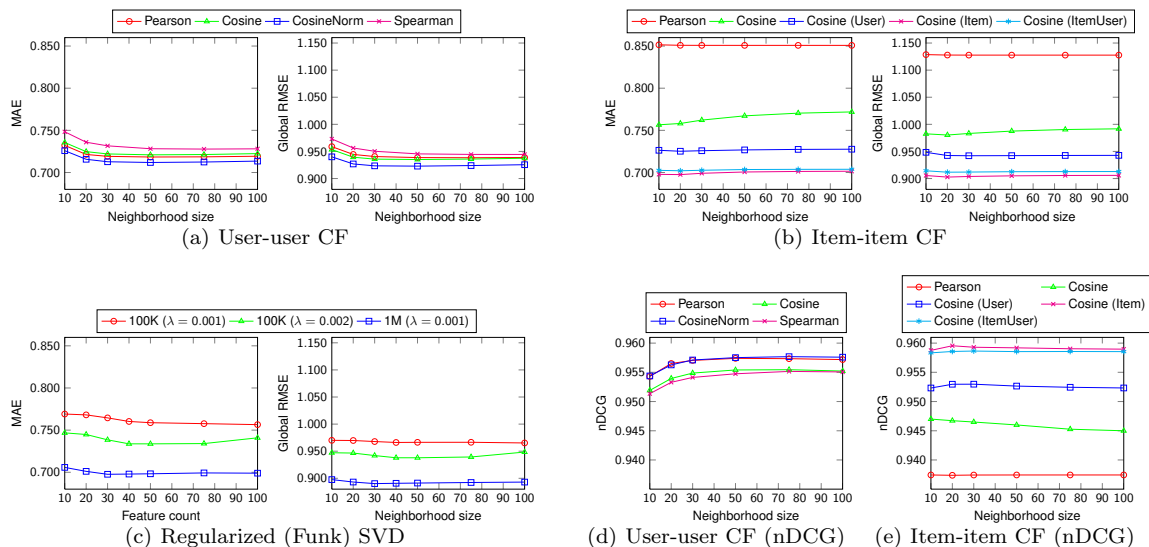 Pearson Cosine CosineNorm Spearman
0.850
0.800
0.750
0.700
MAE
10 20 30 40 50 60 70 80 90 100
Neighborhood size
1.150
1.100
1.050
1.000
0.950
0.900
Global RMSE
10 20 30 40 50 60 70 80 90 100
Neighborhood size
(a) User-user CF
Pearson Cosine Cosine (User) Cosine (Item) Cosine (ItemUser)
0.850
0.800
0.750
0.700
MAE
10 20 30 40 50 60 70 80 90 100
Neighborhood size
1.150
1.100
1.050
1.000
0.950
0.900
Global RMSE
10 20 30 40 50 60 70 80 90 100
Neighborhood size
(b) Item-item CF
100K (λ = 0.001) 100K (λ = 0.002) 1M (λ = 0.001)
0.850
0.800
0.750
0.700
MAE
10 20 30 40 50 60 70 80 90 100
Feature count
1.150
1.100
1.050
1.000
0.950
0.900
Global RMSE
10 20 30 40 50 60 70 80 90 100
Neighborhood size
(c) Regularized (Funk) SVD
Pearson Cosine
CosineNorm Spearman
0.960
0.955
0.950
0.945
0.940
nDCG
10 20 30 40 50 60 70 80 90 100
Neighborhood size
(d) User-user CF (nDCG)
Pearson Cosine
Cosine (User) Cosine (Item)
Cosine (ItemUser)
0.960
0.955
0.950
0.945
0.940
nDCG
10 20 30 40 50 60 70 80 90 100
Neighborhood size
(e) Item-item CF (nDCG)